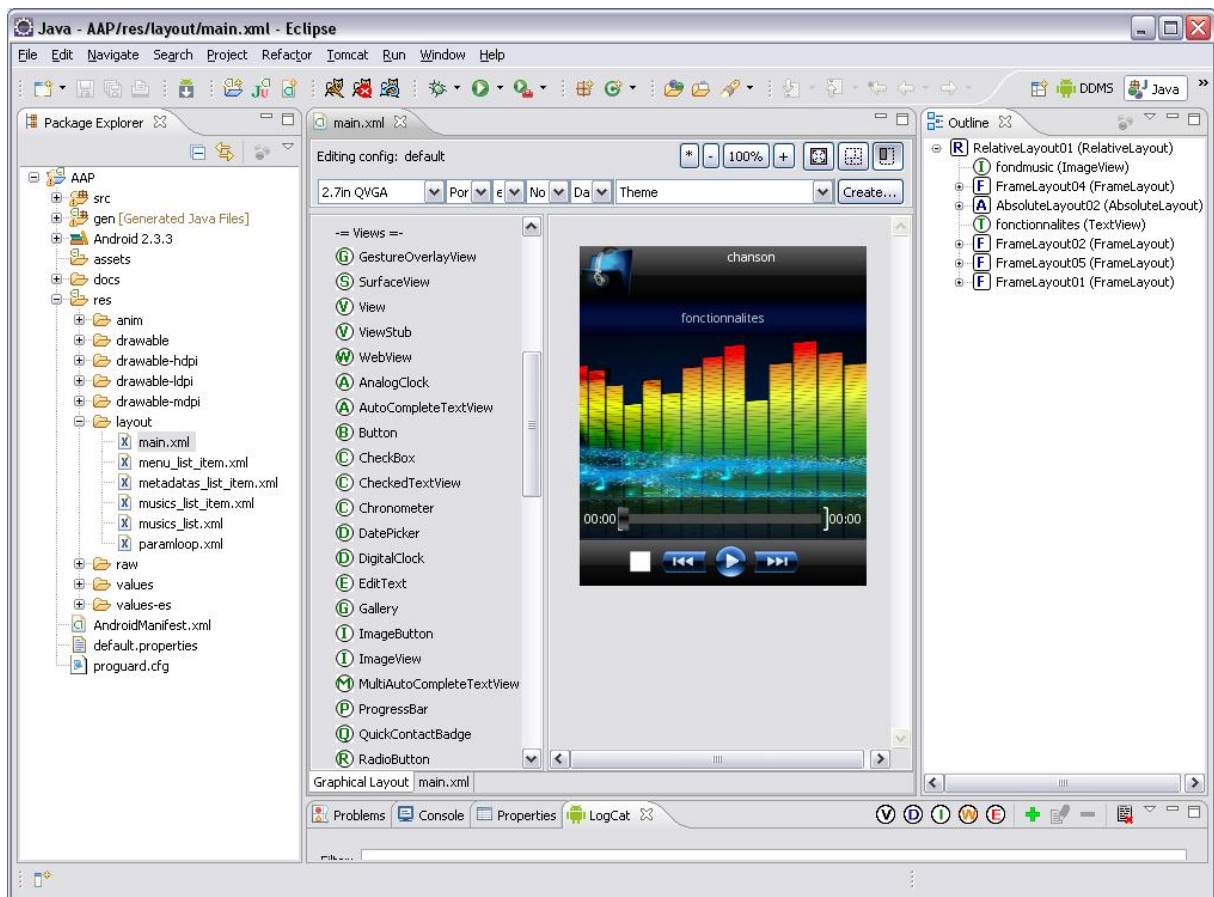 Java - AAP/res/layout/main.xml - Eclipse
File Edit Navigate Search Project Refactor Tomcat Run Window Help
DDMS Java »
Package Explorer
AAP
src
gen [Generated Java Files]
Android 2.3.3
assets
docs
res
anim
drawable
drawable-hdpi
drawable-ldpi
drawable-mdpi
layout
main.xml
menu_list_item.xml
metadatas_list_item.xml
musics_list_item.xml
musics_list.xml
paramloop.xml
raw
values
values-es
AndroidManifest.xml
default.properties
proguard.cfg
main.xml
Editing config: default
* - 100% +
2.7in QVGA Por e No Da Theme Create...
-= Views =-
G GestureOverlayView
S SurfaceView
V View
V ViewStub
W WebView
A AnalogClock
A AutoCompleteTextView
B Button
C CheckBox
C CheckedTextView
C Chronometer
D DatePicker
D DigitalClock
E EditText
G Gallery
I ImageButton
I ImageView
M MultiAutoCompleteTextView
P ProgressBar
Q QuickContactBadge
R RadioButton
chanson
fonctionnalites
00:00 00:00
Graphical Layout main.xml
Outline
R RelativeLayout01 (RelativeLayout)
I fondmusic (ImageView)
F FrameLayout04 (FrameLayout)
A AbsoluteLayout02 (AbsoluteLayout)
T fonctionnalites (TextView)
F FrameLayout02 (FrameLayout)
F FrameLayout05 (FrameLayout)
F FrameLayout01 (FrameLayout)
Problems Console Properties LogCat V D I W E